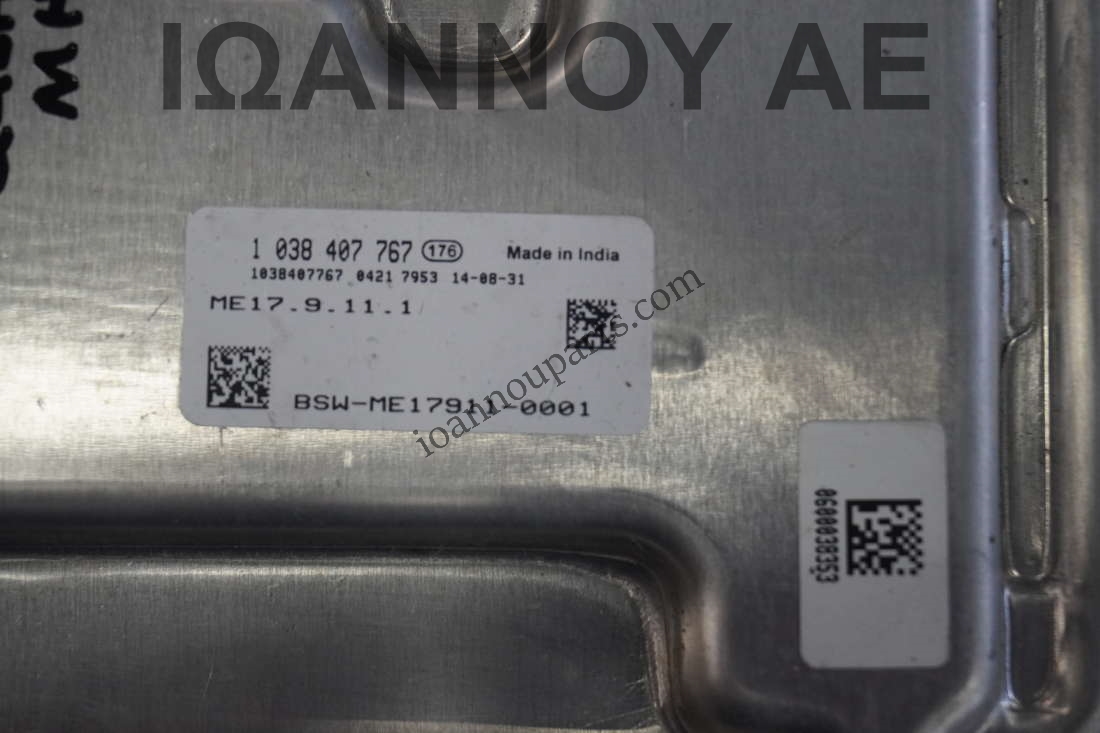 ΙΩΑΝΝΟΥ ΑΕ
1 038 407 767 176 Made in India
1038407767 0421 7953 14-08-31
ME17.9.11.1
BSW-ME17911-0001
ioannouparts.com
0600038353